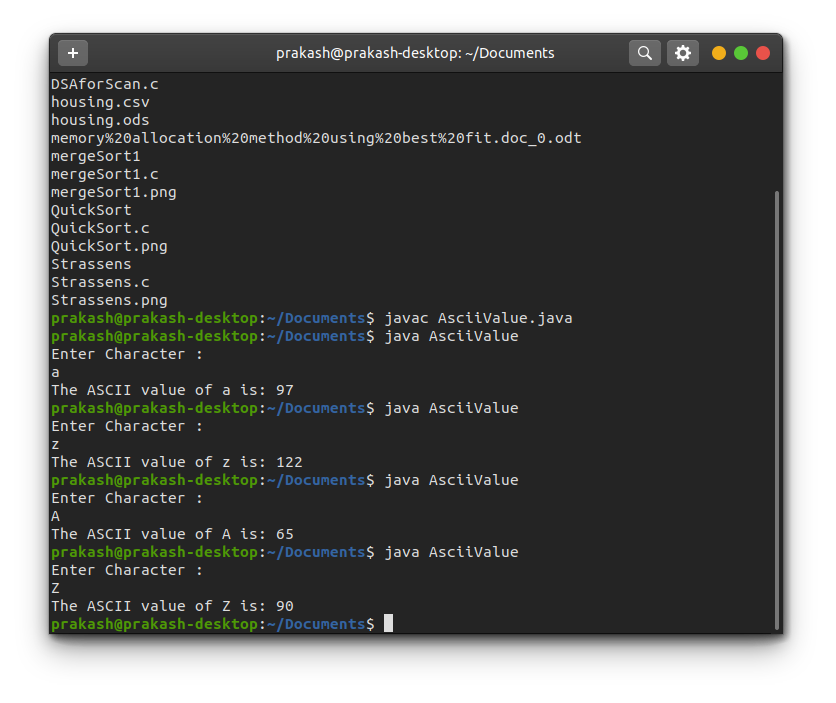 prakash@prakash-desktop: ~/Documents
DSAforScan.c
housing.csv
housing.ods
memory%20allocation%20method%20using%20best%20fit.doc_0.odt
mergeSort1
mergeSort1.c
mergeSort1.png
QuickSort
QuickSort.c
QuickSort.png
Strassens
Strassens.c
Strassens.png
prakash@prakash-desktop:~/Documents$ javac AsciiValue.java
prakash@prakash-desktop:~/Documents$ java AsciiValue
Enter Character :
a
The ASCII value of a is: 97
prakash@prakash-desktop:~/Documents$ java AsciiValue
Enter Character :
z
The ASCII value of z is: 122
prakash@prakash-desktop:~/Documents$ java AsciiValue
Enter Character :
A
The ASCII value of A is: 65
prakash@prakash-desktop:~/Documents$ java AsciiValue
Enter Character :
Z
The ASCII value of Z is: 90
prakash@prakash-desktop:~/Documents$